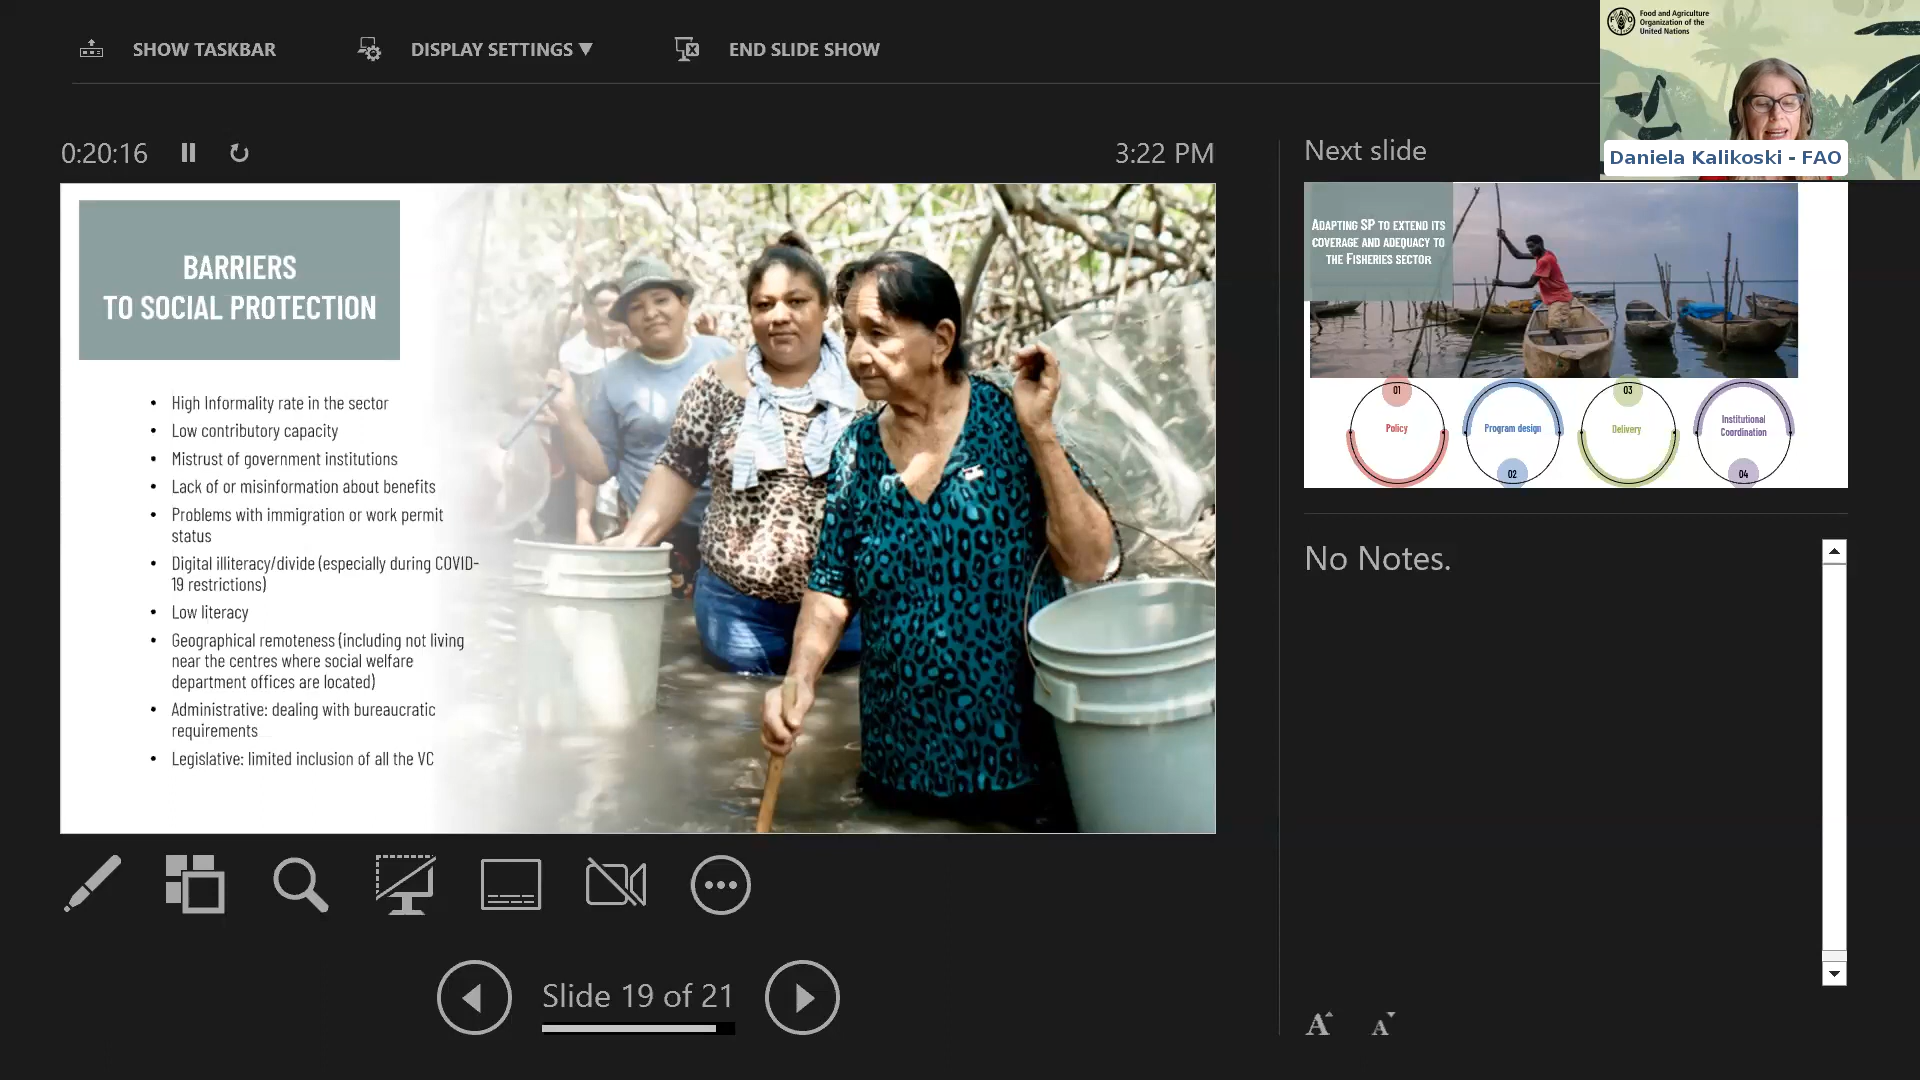 SHOW TASKBAR
DISPLAY SETTINGS ▼
END SLIDE SHOW
Food and Agriculture
Organization of the
United Nations
Daniela Kalikoski - FAO
0:20:16
3:22 PM
BARRIERS
TO SOCIAL PROTECTION
• High Informality rate in the sector
• Low contributory capacity
• Mistrust of government institutions
• Lack of or misinformation about benefits
• Problems with immigration or work permit
status
• Digital illiteracy/divide (especially during COVID-
19 restrictions)
• Low literacy
• Geographical remoteness (including not living
near the centres where social welfare
department offices are located)
• Administrative: dealing with bureaucratic
requirements
• Legislative: limited inclusion of all the VC
Slide 19 of 21
Next slide
ADAPTING SP TO EXTEND ITS
COVERAGE AND ADEQUACY TO
THE FISHERIES SECTOR
01
Policy
Program design
02
03
Delivery
Institutional
Coordination
04
No Notes.
A
A